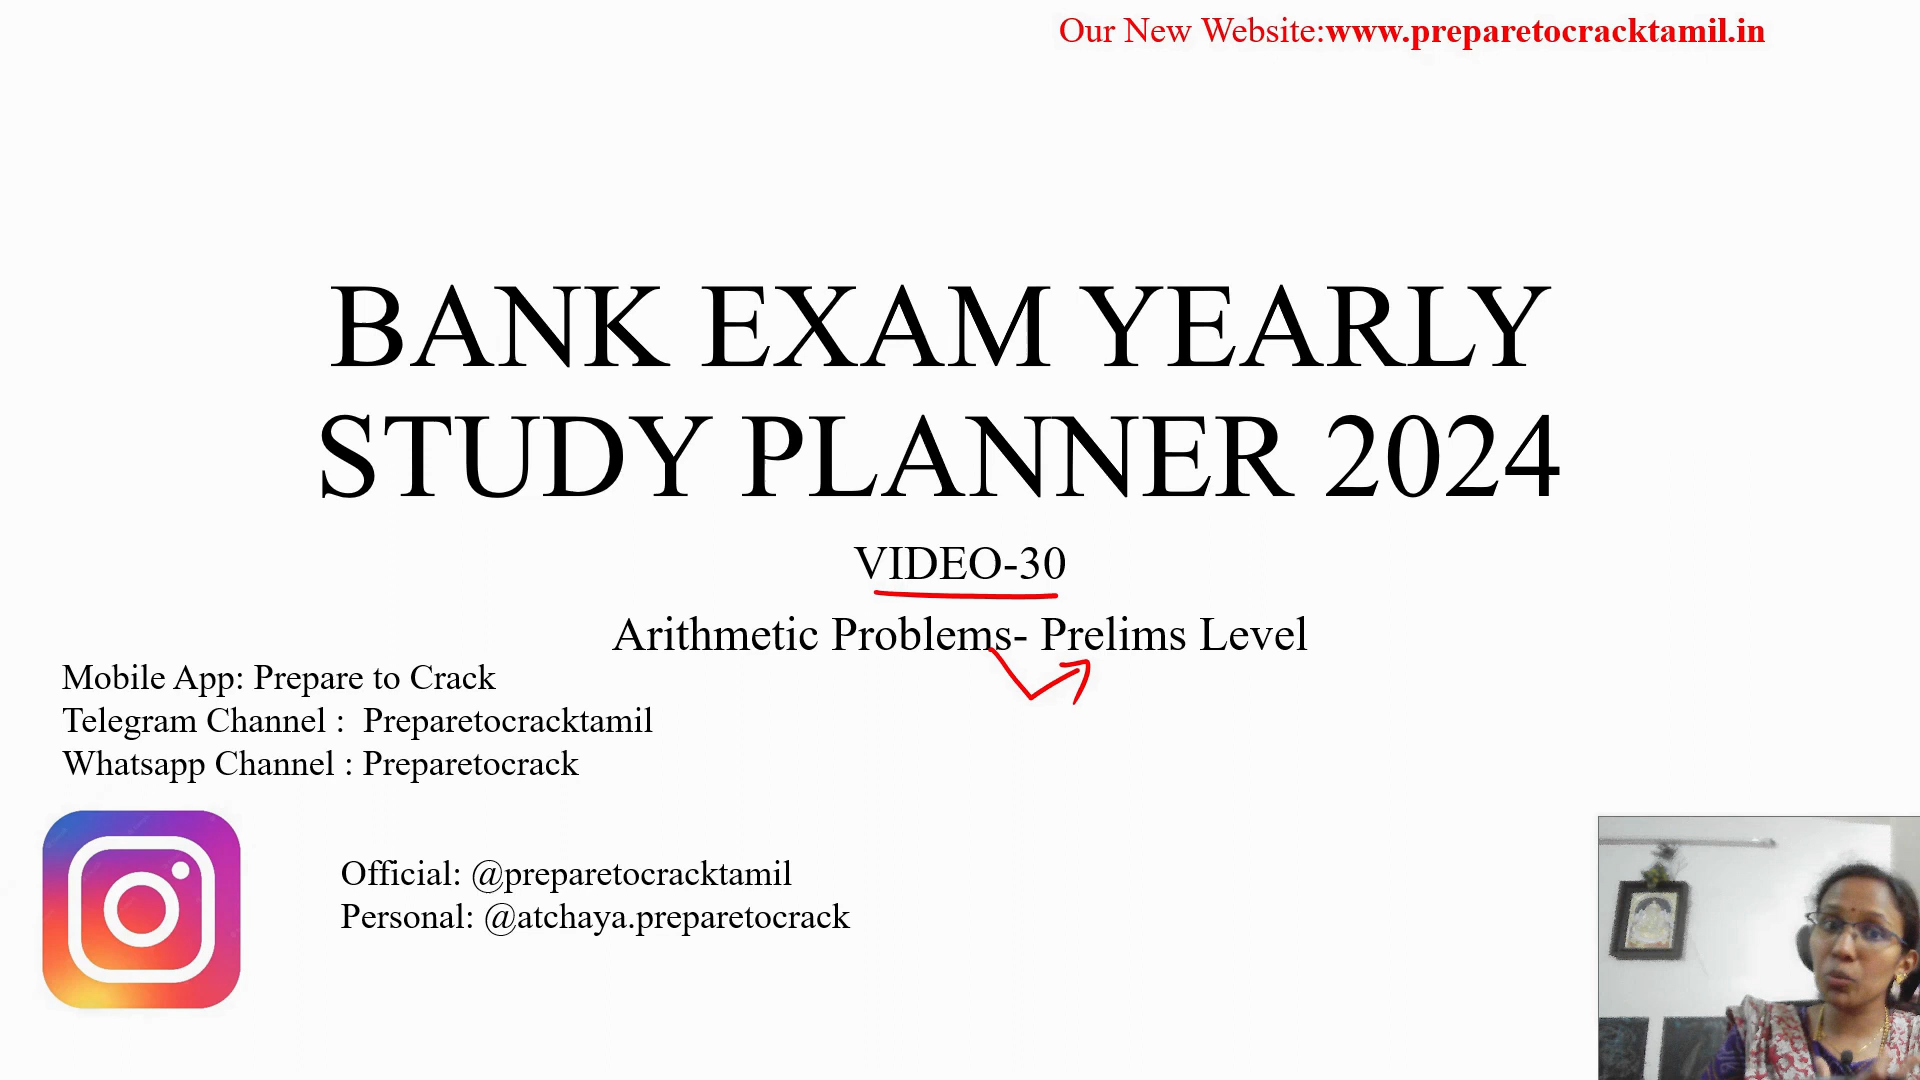 Our New Website:www.preparetocracktamil.in
BANK EXAM YEARLY
STUDY PLANNER 2024
VIDEO-30
Arithmetic Problems- Prelims Level
Mobile App: Prepare to Crack
Telegram Channel : Preparetocracktamil
Whatsapp Channel : Preparetocrack
Official: @preparetocracktamil
Personal: @atchaya.preparetocrack